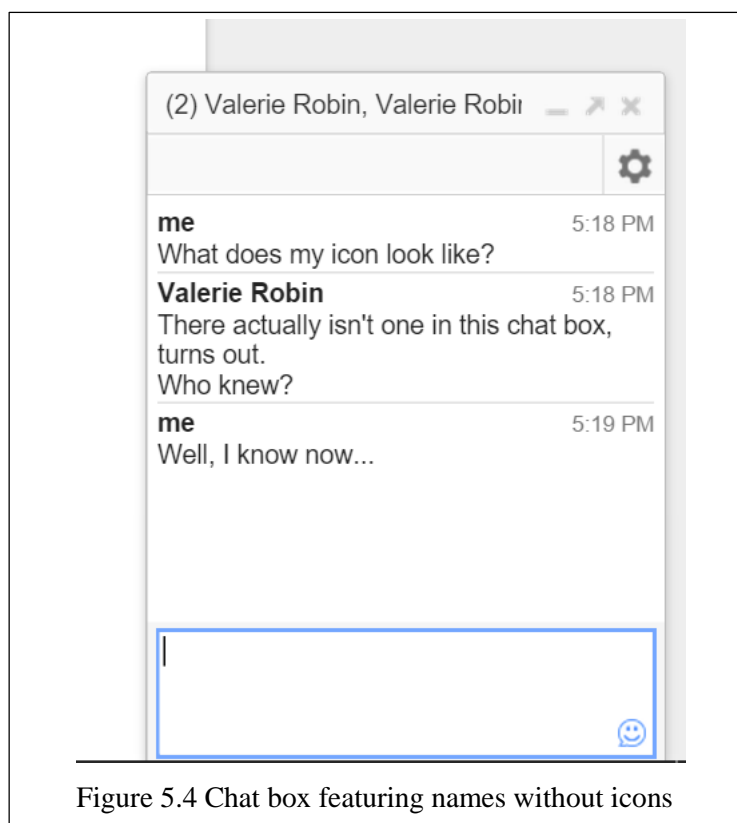 (2) Valerie Robin, Valerie Robin
me 5:18 PM
What does my icon look like?
Valerie Robin 5:18 PM
There actually isn't one in this chat box,
turns out.
Who knew?
me 5:19 PM
Well, I know now...
Figure 5.4 Chat box featuring names without icons